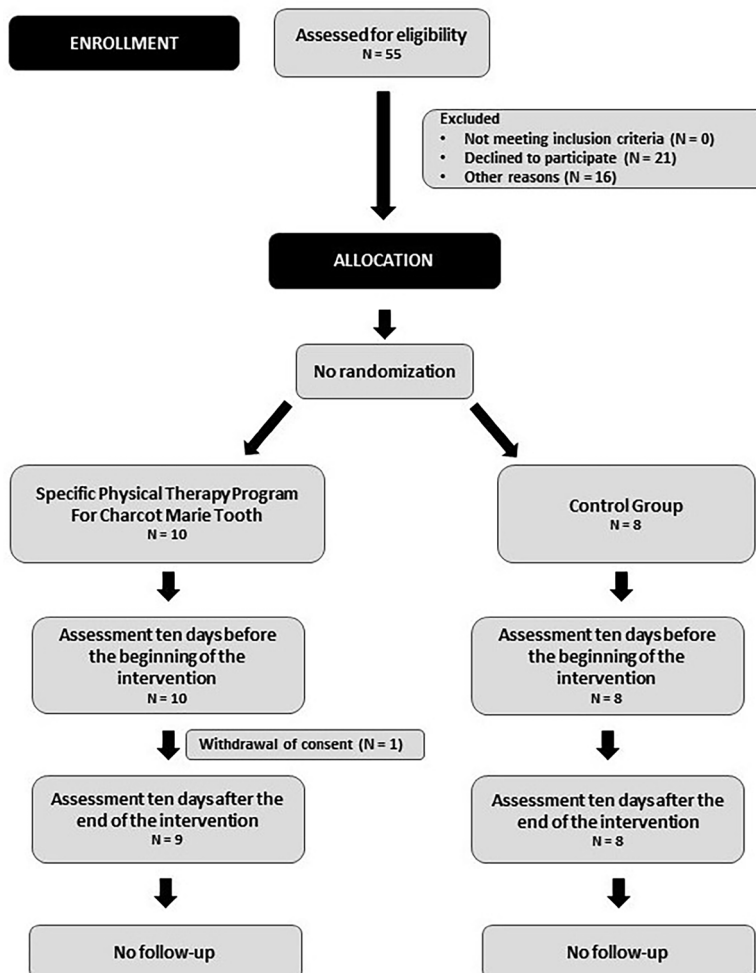 ENROLLMENT
Assessed for eligibility
N = 55
Excluded
• Not meeting inclusion criteria (N = 0)
• Declined to participate (N = 21)
• Other reasons (N = 16)
ALLOCATION
No randomization
Specific Physical Therapy Program
For Charcot Marie Tooth
N = 10
Control Group
N = 8
Assessment ten days before
the beginning of the
intervention
N = 10
Assessment ten days before
the beginning of the
intervention
N = 8
Withdrawal of consent (N = 1)
Assessment ten days after the
end of the intervention
N = 9
Assessment ten days after the
end of the intervention
N = 8
No follow-up
No follow-up